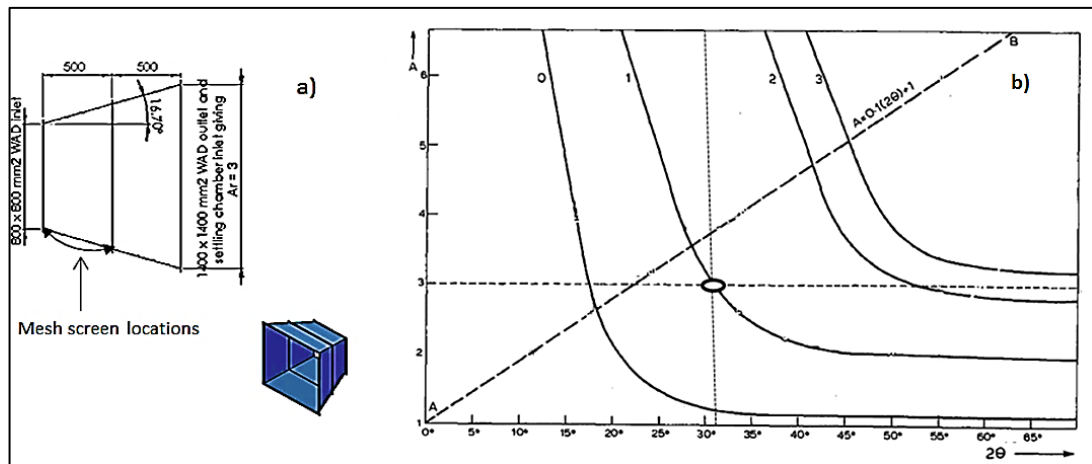 500
500
a)
16.70°
800 x 800 mm2 WAD inlet
1400 x 1400 mm2 WAD outlet and
settling chamber inlet giving
Ar = 3
Mesh screen locations
A
6
5
4
3
2
1
0
1
2
3
B
b)
A=0·1(2θ)+1
A
0°
5°
10°
15°
20°
25°
30°
35°
40°
45°
50°
55°
60°
65°
2θ